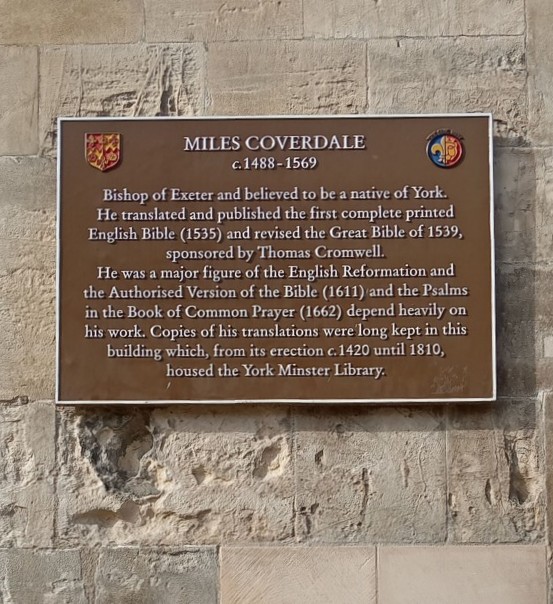 MILES COVERDALE
c.1488-1569
Bishop of Exeter and believed to be a native of York.
He translated and published the first complete printed
English Bible (1535) and revised the Great Bible of 1539,
sponsored by Thomas Cromwell.
He was a major figure of the English Reformation and
the Authorised Version of the Bible (1611) and the Psalms
in the Book of Common Prayer (1662) depend heavily on
his work. Copies of his translations were long kept in this
building which, from its erection c.1420 until 1810,
housed the York Minster Library.